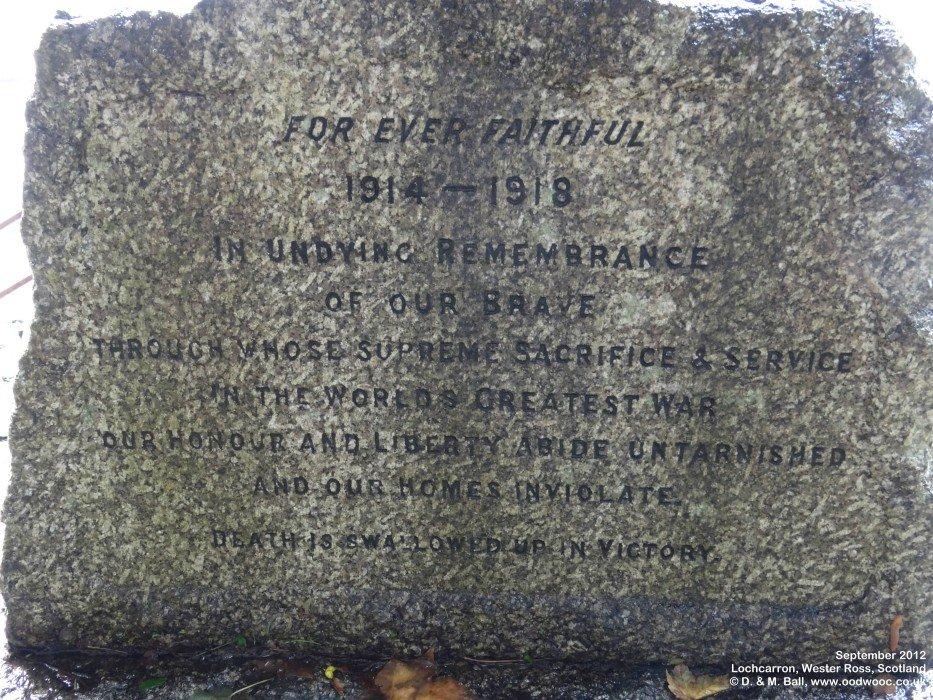 FOR EVER FAITHFUL
1914 — 1918
IN UNDYING REMEMBRANCE
OF OUR BRAVE
THROUGH WHOSE SUPREME SACRIFICE & SERVICE
IN THE WORLDS GREATEST WAR
OUR HONOUR AND LIBERTY ABIDE UNTARNISHED
AND OUR HOMES INVIOLATE.
DEATH IS SWALLOWED UP IN VICTORY.
September 2012
Lochcarron, Wester Ross, Scotland
© D. & M. Ball, www.oodwooc.co.uk